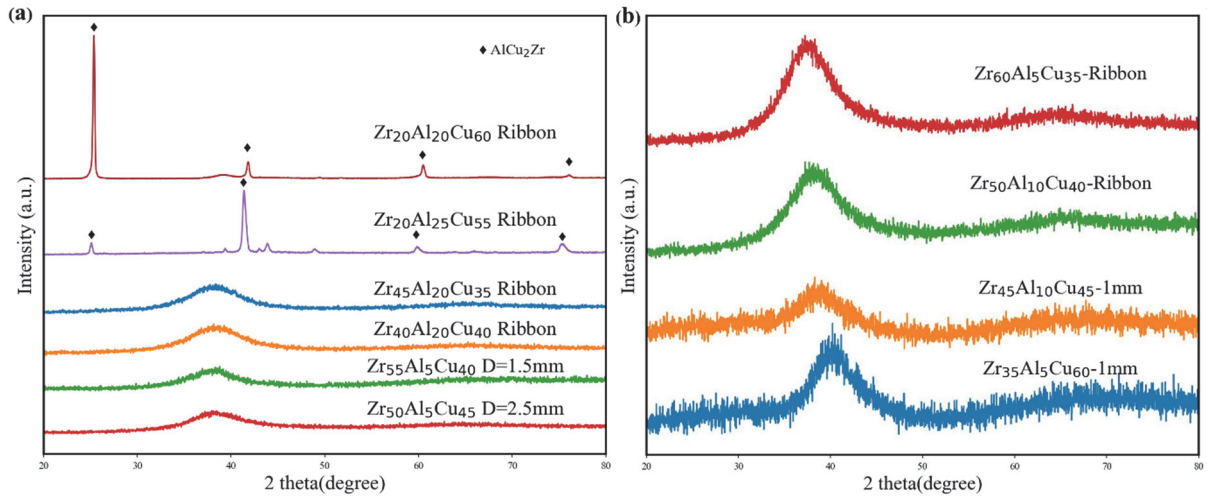 (a)
◆ AlCu₂Zr
Zr₂₀Al₂₀Cu₆₀ Ribbon
Zr₂₀Al₂₅Cu₅₅ Ribbon
Zr₄₅Al₂₀Cu₃₅ Ribbon
Zr₄₀Al₂₀Cu₄₀ Ribbon
Zr₅₅Al₅Cu₄₀ D=1.5mm
Zr₅₀Al₅Cu₄₅ D=2.5mm
Intensity (a.u.)
20 30 40 50 60 70 80
2 theta(degree)
(b)
Zr₆₀Al₅Cu₃₅-Ribbon
Zr₅₀Al₁₀Cu₄₀-Ribbon
Zr₄₅Al₁₀Cu₄₅-1mm
Zr₃₅Al₅Cu₆₀-1mm
Intensity (a.u.)
20 30 40 50 60 70 80
2 theta(degree)